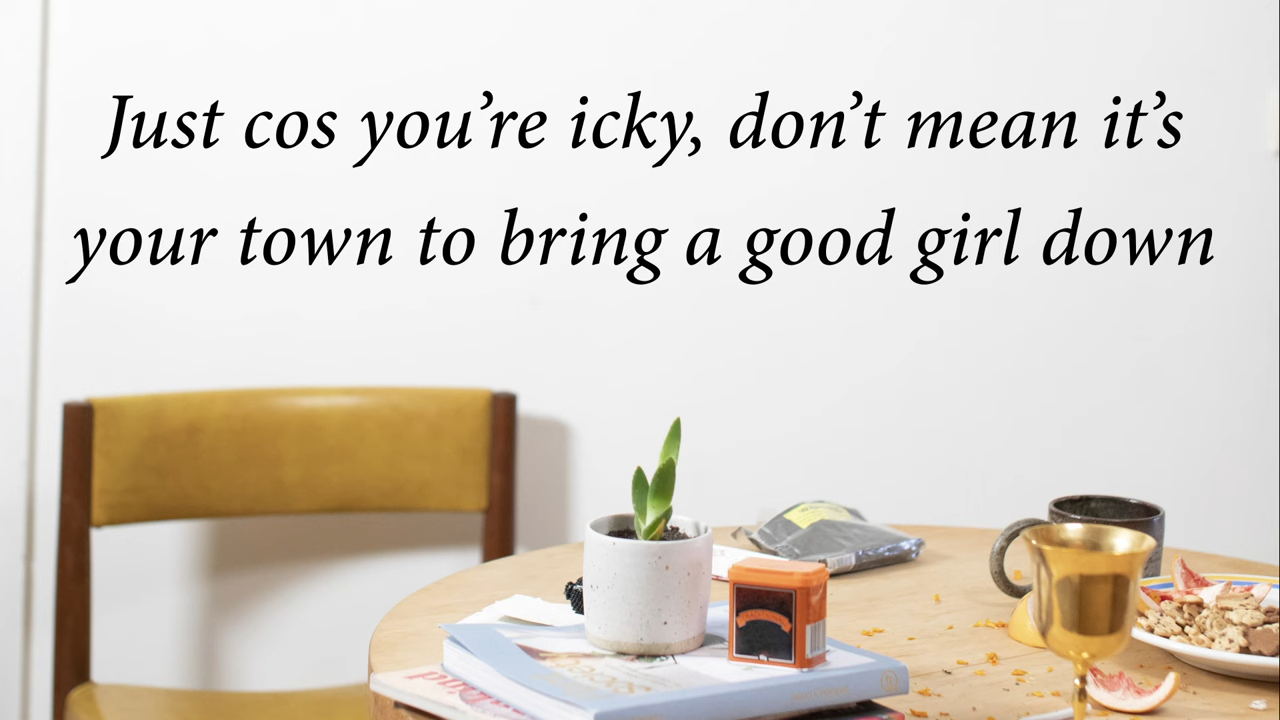 Just cos you’re icky, don’t mean it’s
your town to bring a good girl down